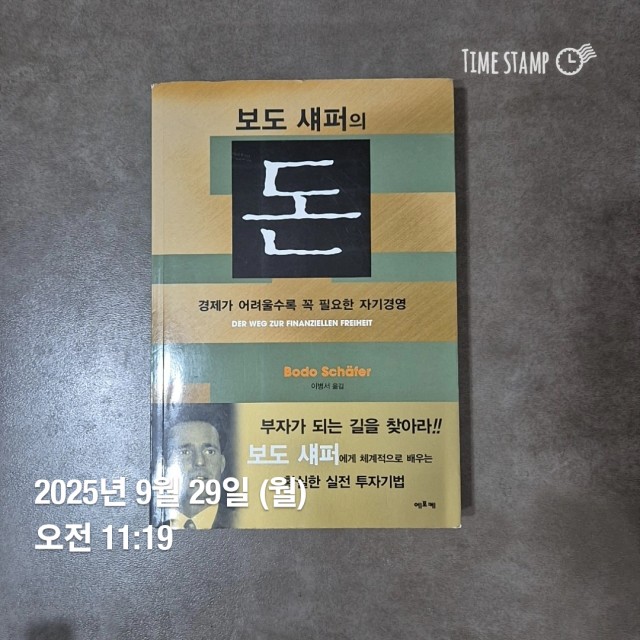 TIME STAMP
보도 섀퍼의
돈
경제가 어려울수록 꼭 필요한 자기경영
DER WEG ZUR FINANZIELLEN FREIHEIT
Bodo Schäfer
이병서 옮김
부자가 되는 길을 찾아라!!
보도 섀퍼에게 체계적으로 배우는
실전 투자기법
에포케
2025년 9월 29일 (월)
오전 11:19